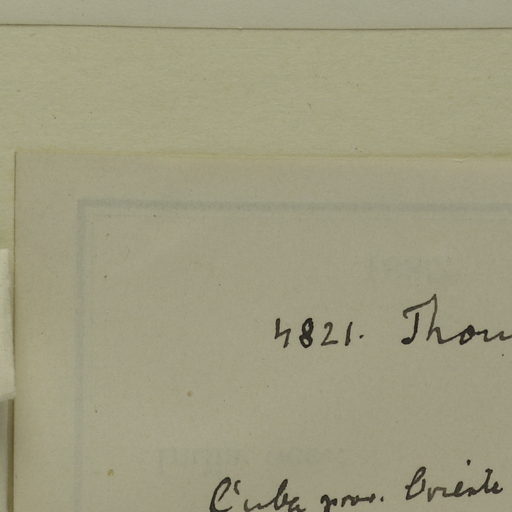 4821. Thou
Cuba prov. Oriente